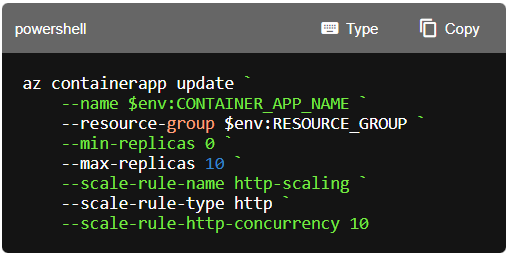 powershell
Type
Copy
az containerapp update `
    --name $env:CONTAINER_APP_NAME `
    --resource-group $env:RESOURCE_GROUP `
    --min-replicas 0 `
    --max-replicas 10 `
    --scale-rule-name http-scaling `
    --scale-rule-type http `
    --scale-rule-http-concurrency 10